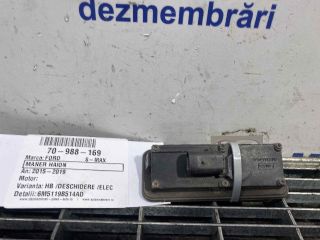 dezmembrări
70-988-169
Marca: FORD S-MAX
MANER HAION
An: 2015-2019
Motor:
Varianta: HB /DESCHIDERE /ELEC
Detalii: 6M5119B514AD